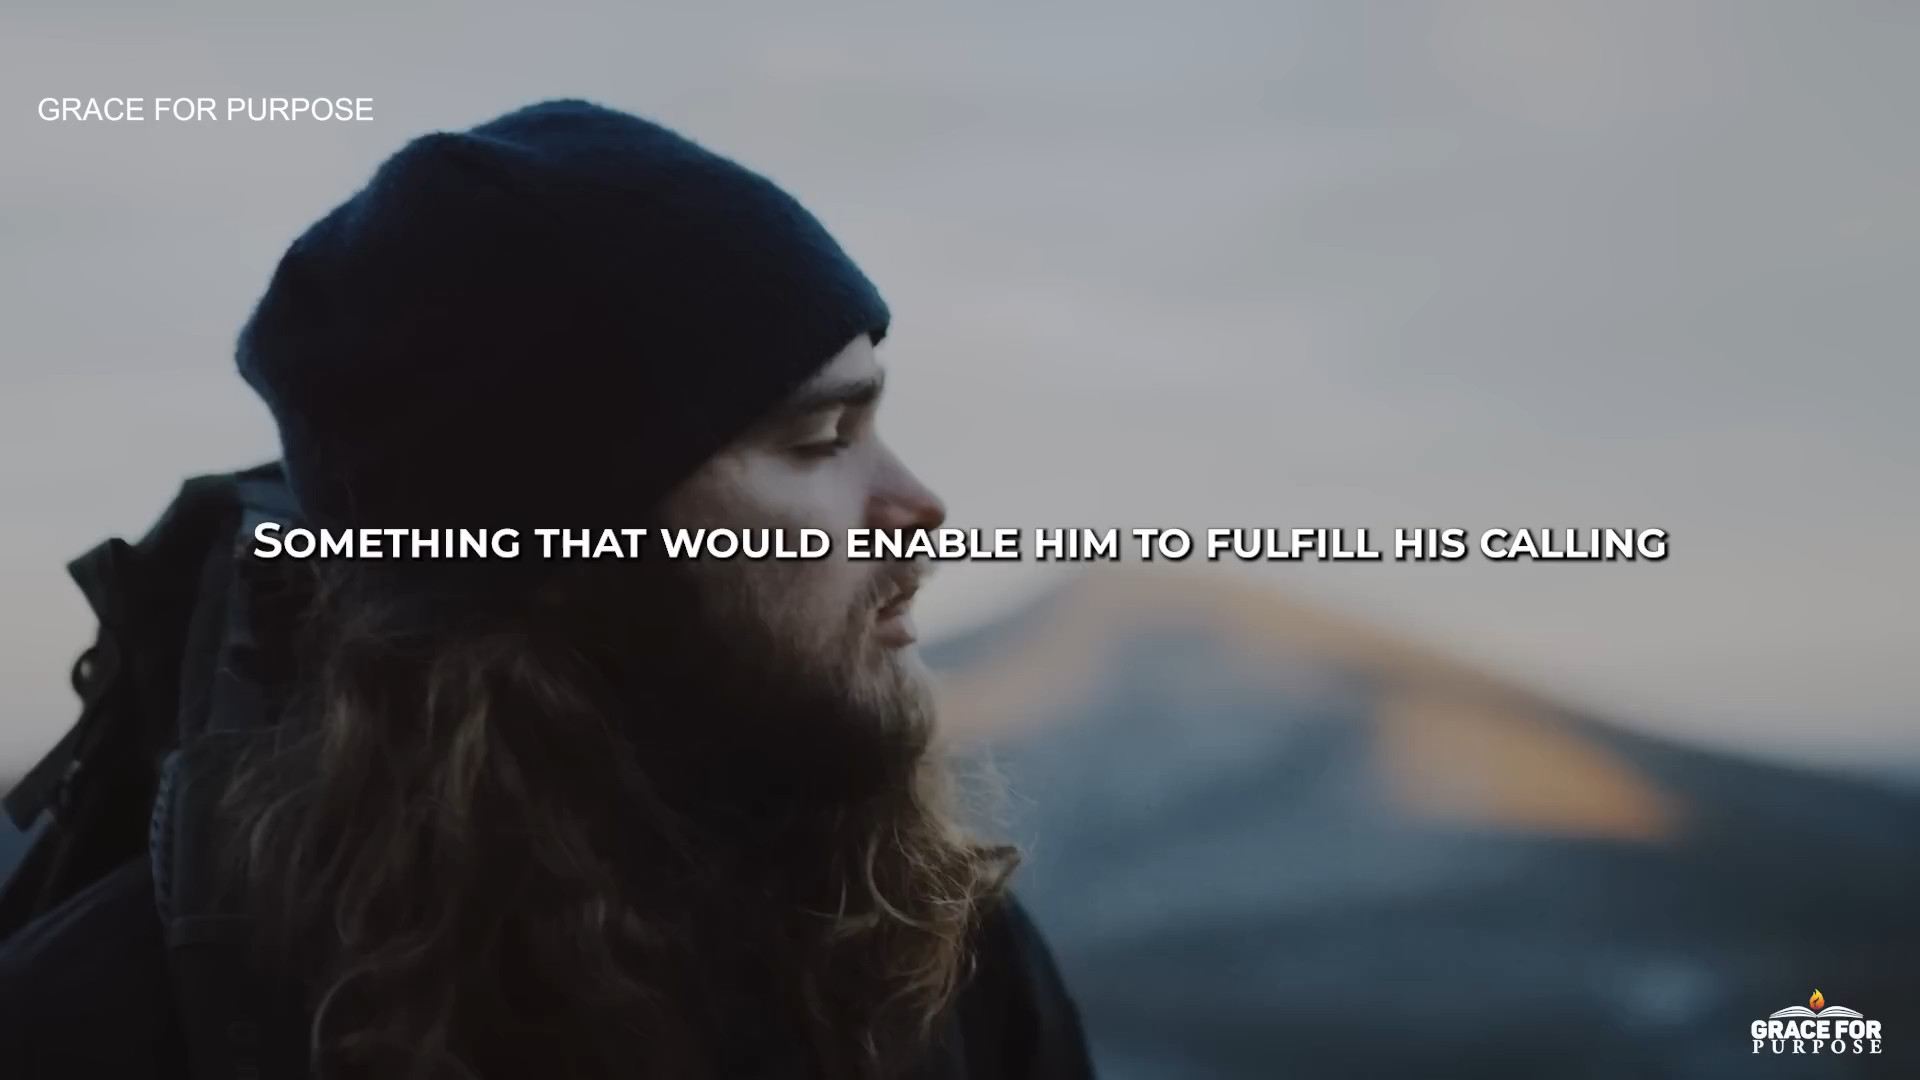 GRACE FOR PURPOSE
SOMETHING THAT WOULD ENABLE HIM TO FULFILL HIS CALLING
GRACE FOR
PURPOSE